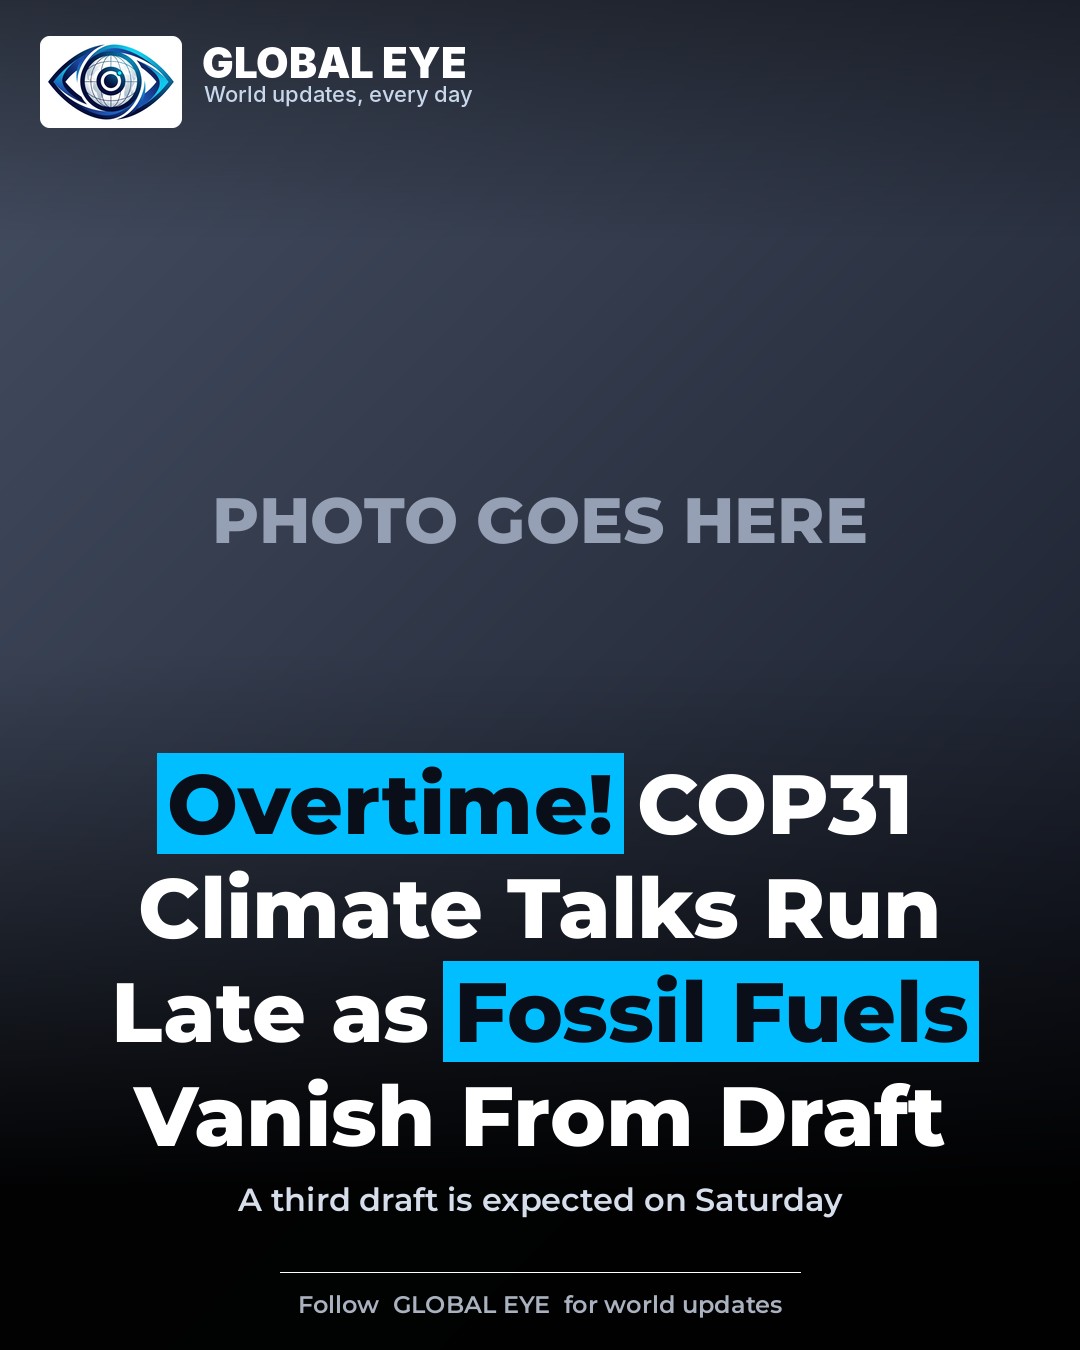 GLOBAL EYE
World updates, every day
PHOTO GOES HERE
Overtime! COP31
Climate Talks Run
Late as Fossil Fuels
Vanish From Draft
A third draft is expected on Saturday
Follow GLOBAL EYE for world updates